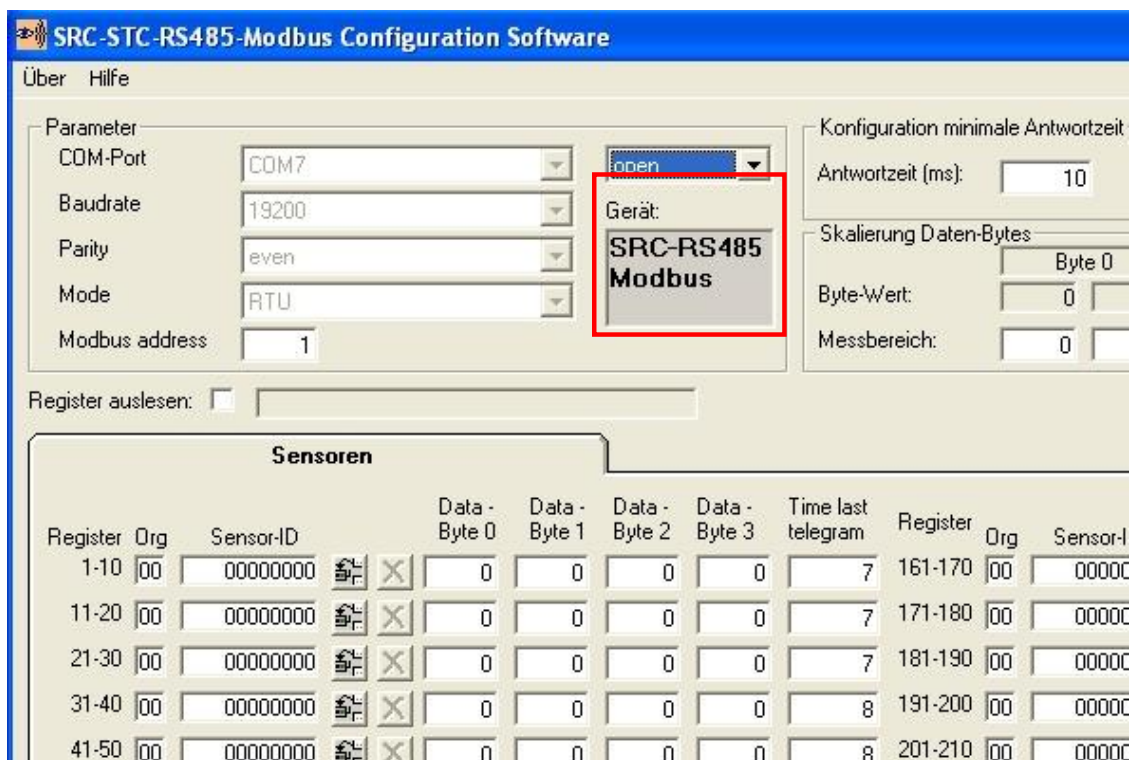 SRC-STC-RS485-Modbus Configuration Software
Über Hilfe
Parameter
COM-Port COM7 open
Baudrate 19200 Gerät:
Parity even SRC-RS485
Modbus
Mode RTU
Modbus address 1
Konfiguration minimale Antwortzeit
Antwortzeit (ms): 10
Skalierung Daten-Bytes
Byte 0
Byte-Wert: 0
Messbereich: 0
Register auslesen:
Sensoren
Register Org Sensor-ID Data - Byte 0 Data - Byte 1 Data - Byte 2 Data - Byte 3 Time last telegram Register Org
1-10 00 00000000 0 0 0 0 7 161-170 00
11-20 00 00000000 0 0 0 0 7 171-180 00
21-30 00 00000000 0 0 0 0 7 181-190 00
31-40 00 00000000 0 0 0 0 8 191-200 00
41-50 00 00000000 0 0 0 0 8 201-210 00